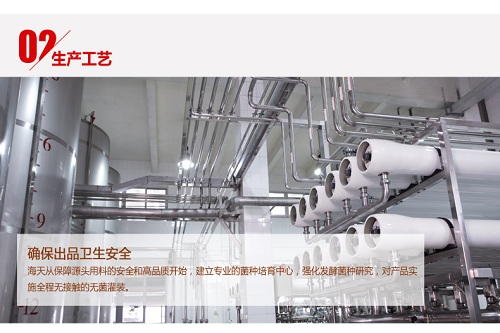 02
生产工艺
6
9
确保出品卫生安全
海天从保障源头用料的安全和高品质开始，建立专业的菌种培育中心，强化发酵菌种研究，对产品实
施全程无接触的无菌灌装。
12